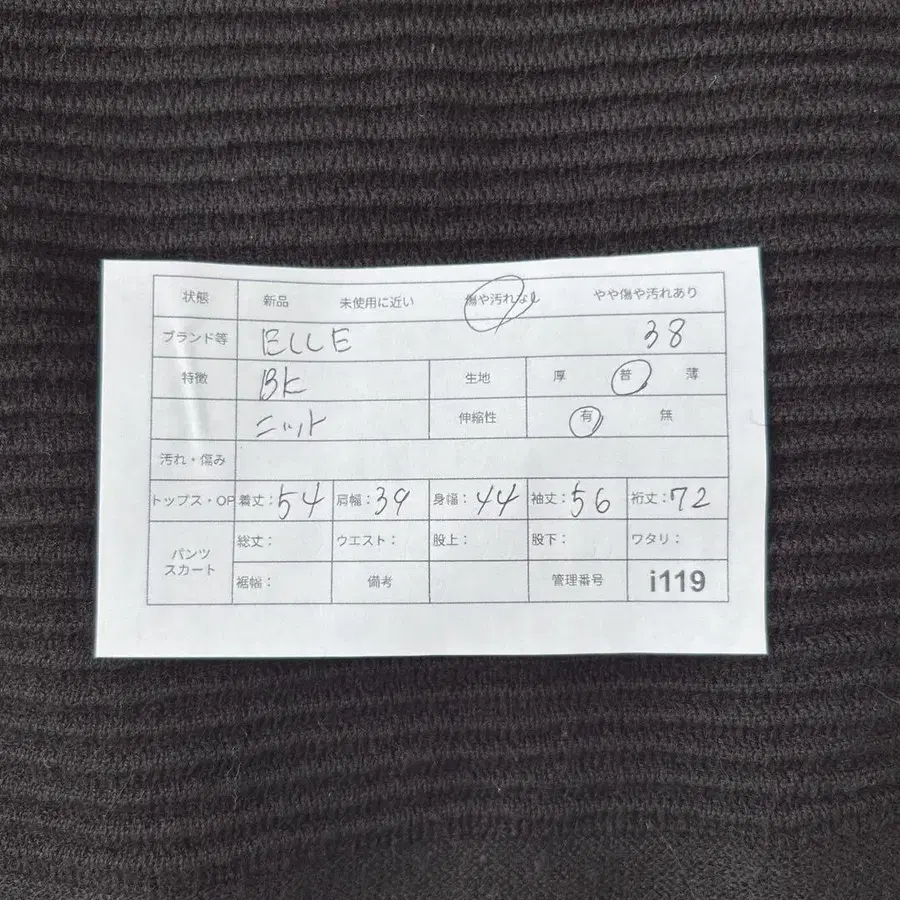 状態 新品 未使用に近い 傷や汚れなし やや傷や汚れあり
ブランド等 ELLE 38
特徴 BK 生地 厚 普 薄
ニット 伸縮性 有 無
汚れ・傷み
トップス・OP 着丈:54 肩幅:39 身幅:44 袖丈:56 裄丈:72
パンツ スカート 総丈: ウエスト: 股上: 股下: ワタリ:
裾幅: 備考 管理番号 i119